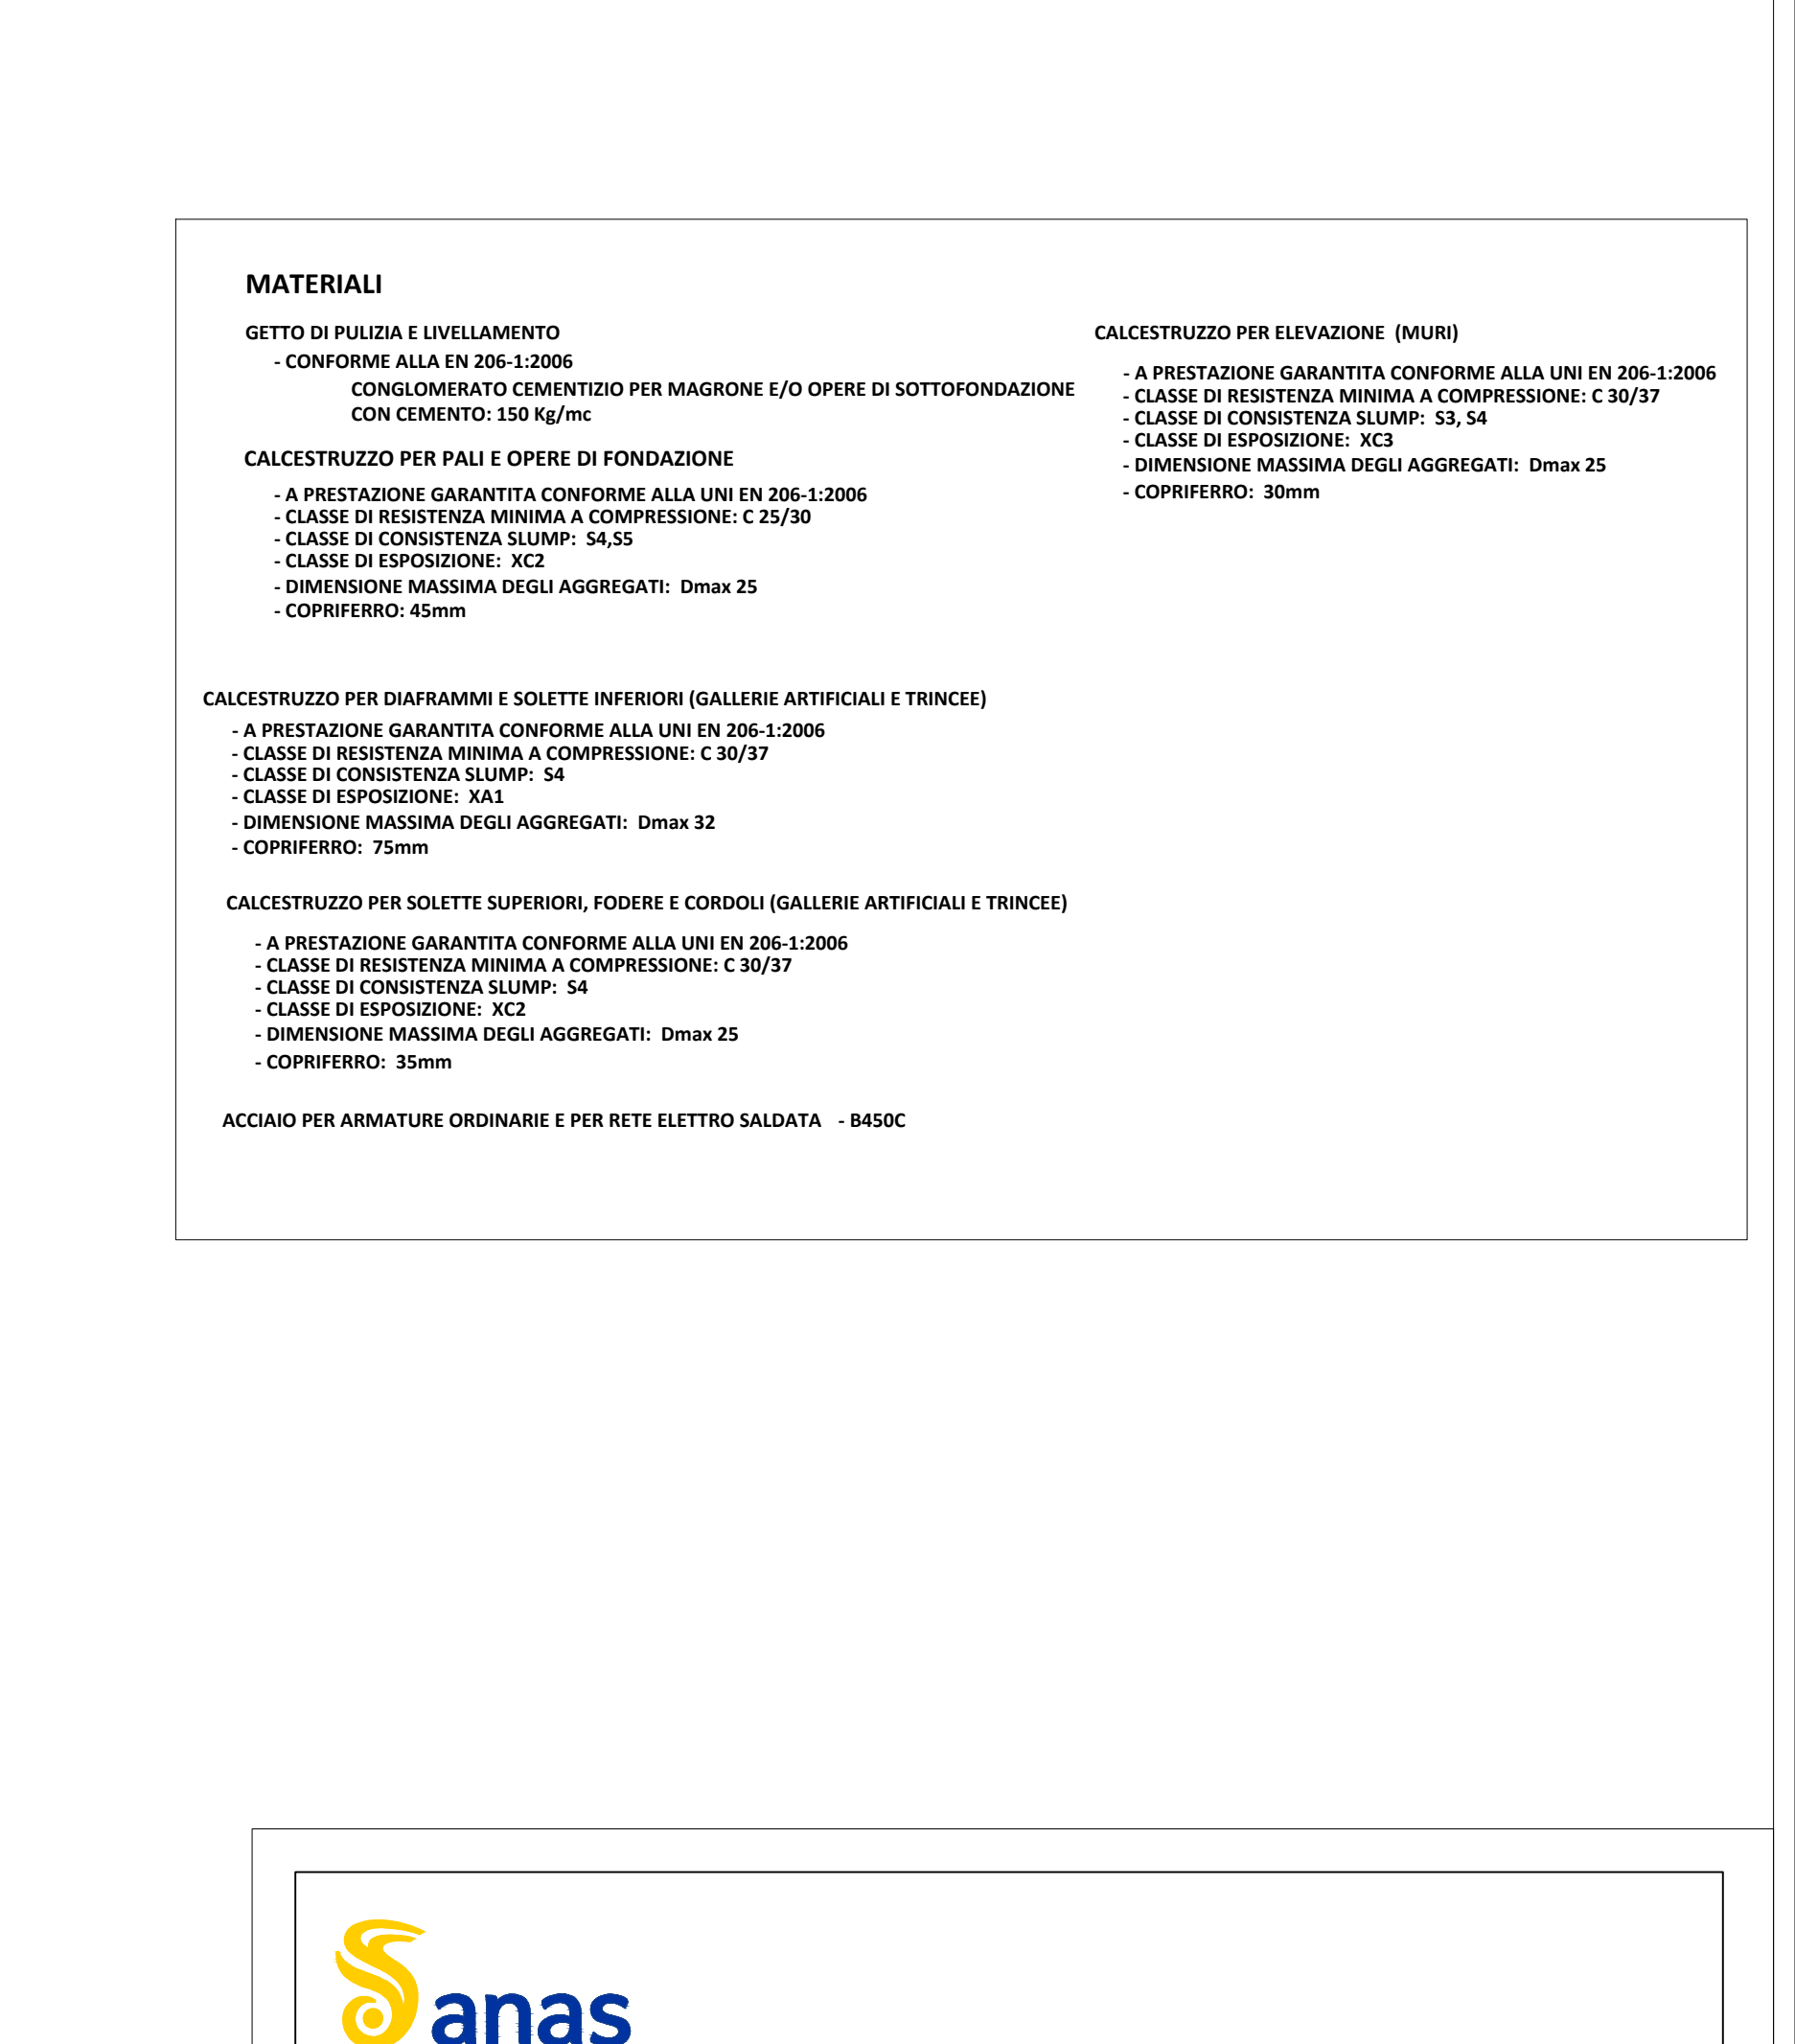 MATERIALI
GETTO DI PULIZIA E LIVELLAMENTO
- CONFORME ALLA EN 206-1:2006
CONGLOMERATO CEMENTIZIO PER MAGRONE E/O OPERE DI SOTTOFONDAZIONE
CON CEMENTO: 150 Kg/mc
CALCESTRUZZO PER PALI E OPERE DI FONDAZIONE
- A PRESTAZIONE GARANTITA CONFORME ALLA UNI EN 206-1:2006
- CLASSE DI RESISTENZA MINIMA A COMPRESSIONE: C 25/30
- CLASSE DI CONSISTENZA SLUMP: S4,S5
- CLASSE DI ESPOSIZIONE: XC2
- DIMENSIONE MASSIMA DEGLI AGGREGATI: Dmax 25
- COPRIFERRO: 45mm
CALCESTRUZZO PER ELEVAZIONE (MURI)
- A PRESTAZIONE GARANTITA CONFORME ALLA UNI EN 206-1:2006
- CLASSE DI RESISTENZA MINIMA A COMPRESSIONE: C 30/37
- CLASSE DI CONSISTENZA SLUMP: S3, S4
- CLASSE DI ESPOSIZIONE: XC3
- DIMENSIONE MASSIMA DEGLI AGGREGATI: Dmax 25
- COPRIFERRO: 30mm
CALCESTRUZZO PER DIAFRAMMI E SOLETTE INFERIORI (GALLERIE ARTIFICIALI E TRINCEE)
- A PRESTAZIONE GARANTITA CONFORME ALLA UNI EN 206-1:2006
- CLASSE DI RESISTENZA MINIMA A COMPRESSIONE: C 30/37
- CLASSE DI CONSISTENZA SLUMP: S4
- CLASSE DI ESPOSIZIONE: XA1
- DIMENSIONE MASSIMA DEGLI AGGREGATI: Dmax 32
- COPRIFERRO: 75mm
CALCESTRUZZO PER SOLETTE SUPERIORI, FODERE E CORDOLI (GALLERIE ARTIFICIALI E TRINCEE)
- A PRESTAZIONE GARANTITA CONFORME ALLA UNI EN 206-1:2006
- CLASSE DI RESISTENZA MINIMA A COMPRESSIONE: C 30/37
- CLASSE DI CONSISTENZA SLUMP: S4
- CLASSE DI ESPOSIZIONE: XC2
- DIMENSIONE MASSIMA DEGLI AGGREGATI: Dmax 25
- COPRIFERRO: 35mm
ACCIAIO PER ARMATURE ORDINARIE E PER RETE ELETTRO SALDATA - B450C
anas